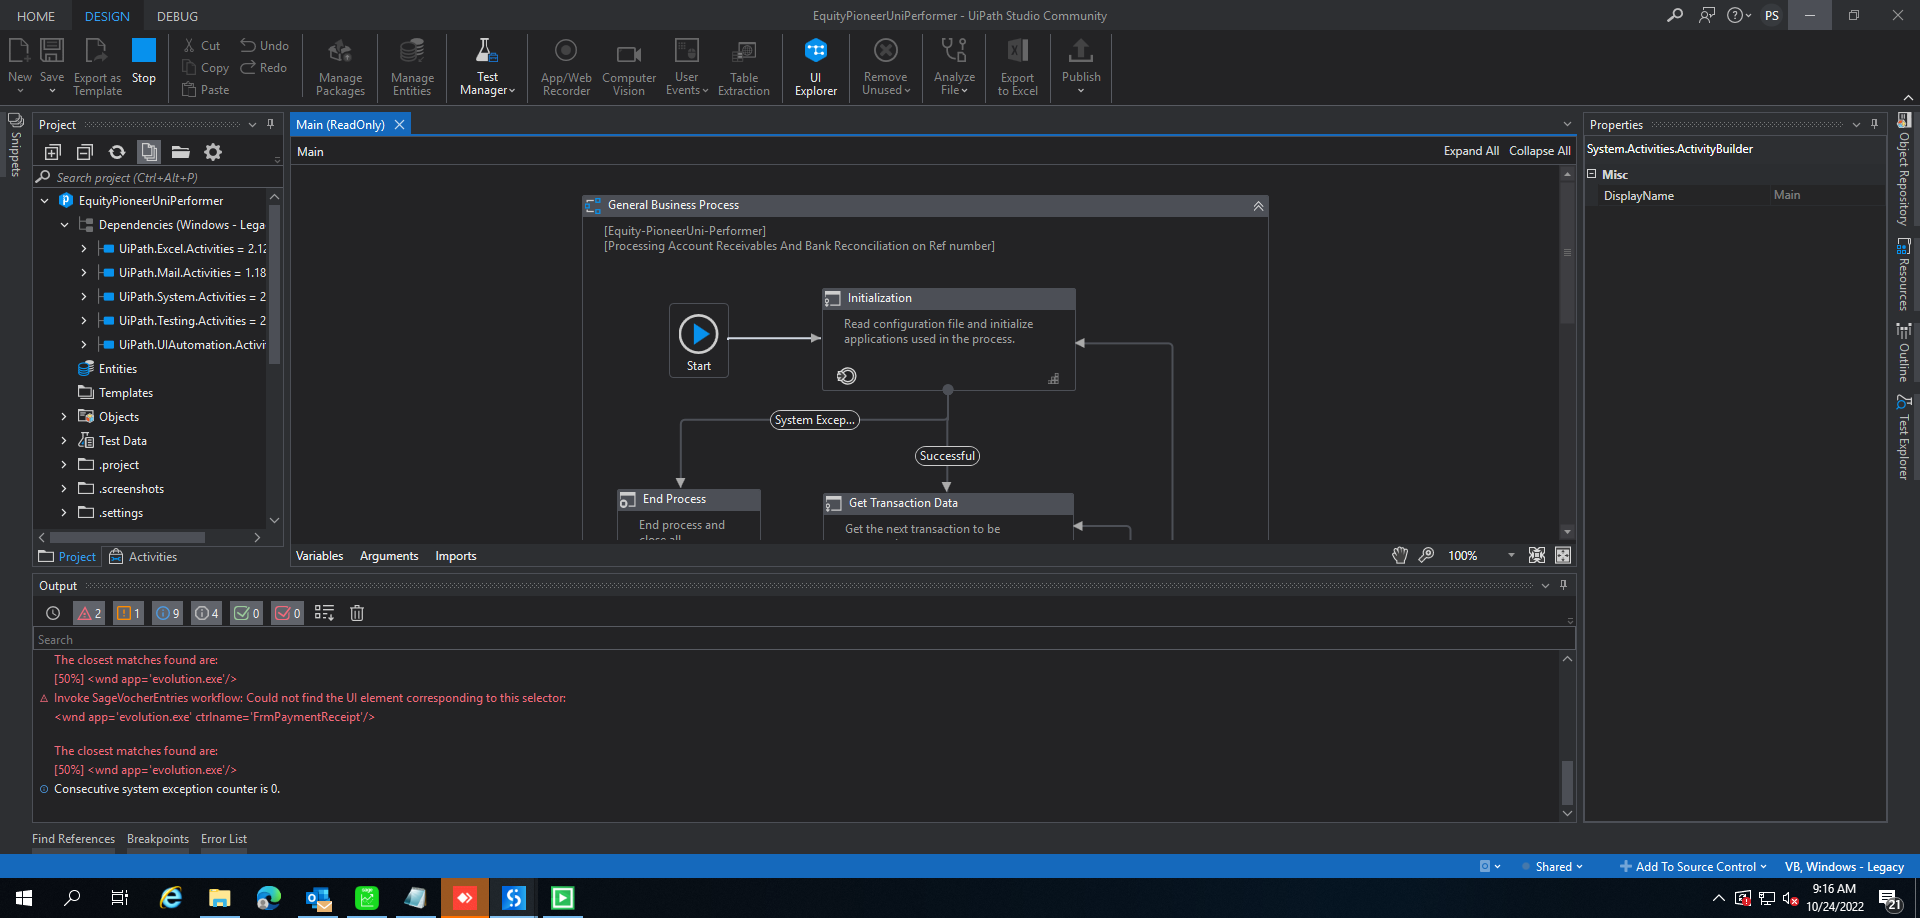 HOME DESIGN DEBUG
EquityPioneerUniPerformer - UiPath Studio Community
PS
New Save Export as Template Stop
Cut Undo
Copy Redo
Paste
Manage Packages
Manage Entities
Test Manager
App/Web Recorder
Computer Vision
User Events
Table Extraction
UI Explorer
Remove Unused
Analyze File
Export to Excel
Publish
Snippets
Project
Search project (Ctrl+Alt+P)
EquityPioneerUniPerformer
Dependencies (Windows - Lega
UiPath.Excel.Activities = 2.12
UiPath.Mail.Activities = 1.18
UiPath.System.Activities = 2
UiPath.Testing.Activities = 2
UiPath.UIAutomation.Activi
Entities
Templates
Objects
Test Data
.project
.screenshots
.settings
Project Activities
Main (ReadOnly)
Main
Expand All Collapse All
General Business Process
[Equity-PioneerUni-Performer]
[Processing Account Receivables And Bank Reconciliation on Ref number]
Start
Initialization
Read configuration file and initialize
applications used in the process.
System Excep...
Successful
End Process
End process and
close all
Get Transaction Data
Get the next transaction to be
Variables Arguments Imports
100%
Properties
System.Activities.ActivityBuilder
Misc
DisplayName Main
Object Repository
Resources
Outline
Test Explorer
Output
2 1 9 4 0 0
Search
The closest matches found are:
[50%] <wnd app='evolution.exe'/>
Invoke SageVocherEntries workflow: Could not find the UI element corresponding to this selector:
<wnd app='evolution.exe' ctrlname='FrmPaymentReceipt'/>
The closest matches found are:
[50%] <wnd app='evolution.exe'/>
Consecutive system exception counter is 0.
Find References Breakpoints Error List
Shared Add To Source Control VB, Windows - Legacy
9:16 AM
10/24/2022
21